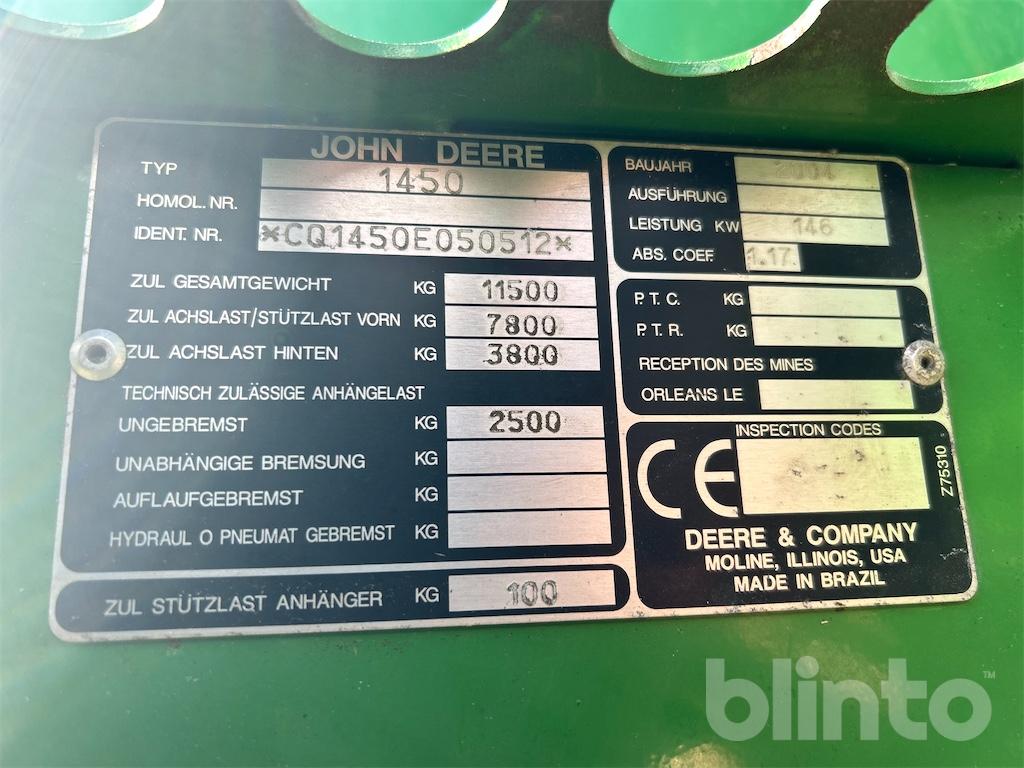 JOHN DEERE
TYP 1450
HOMOL. NR.
IDENT. NR. *CQ1450E050512*
ZUL GESAMTGEWICHT KG 11500
ZUL ACHSLAST/STÜTZLAST VORN KG 7800
ZUL ACHSLAST HINTEN KG 3800
TECHNISCH ZULÄSSIGE ANHÄNGELAST
UNGEBREMST KG 2500
UNABHÄNGIGE BREMSUNG KG
AUFLAUFGEBREMST KG
HYDRAUL O PNEUMAT GEBREMST KG
ZUL STÜTZLAST ANHÄNGER KG 100
BAUJAHR 2004
AUSFÜHRUNG
LEISTUNG KW 146
ABS. COEF. 1.17.
P.T.C. KG
P.T.R. KG
RECEPTION DES MINES
ORLEANS LE
INSPECTION CODES
CE
Z75310
DEERE & COMPANY
MOLINE, ILLINOIS, USA
MADE IN BRAZIL
blinto™